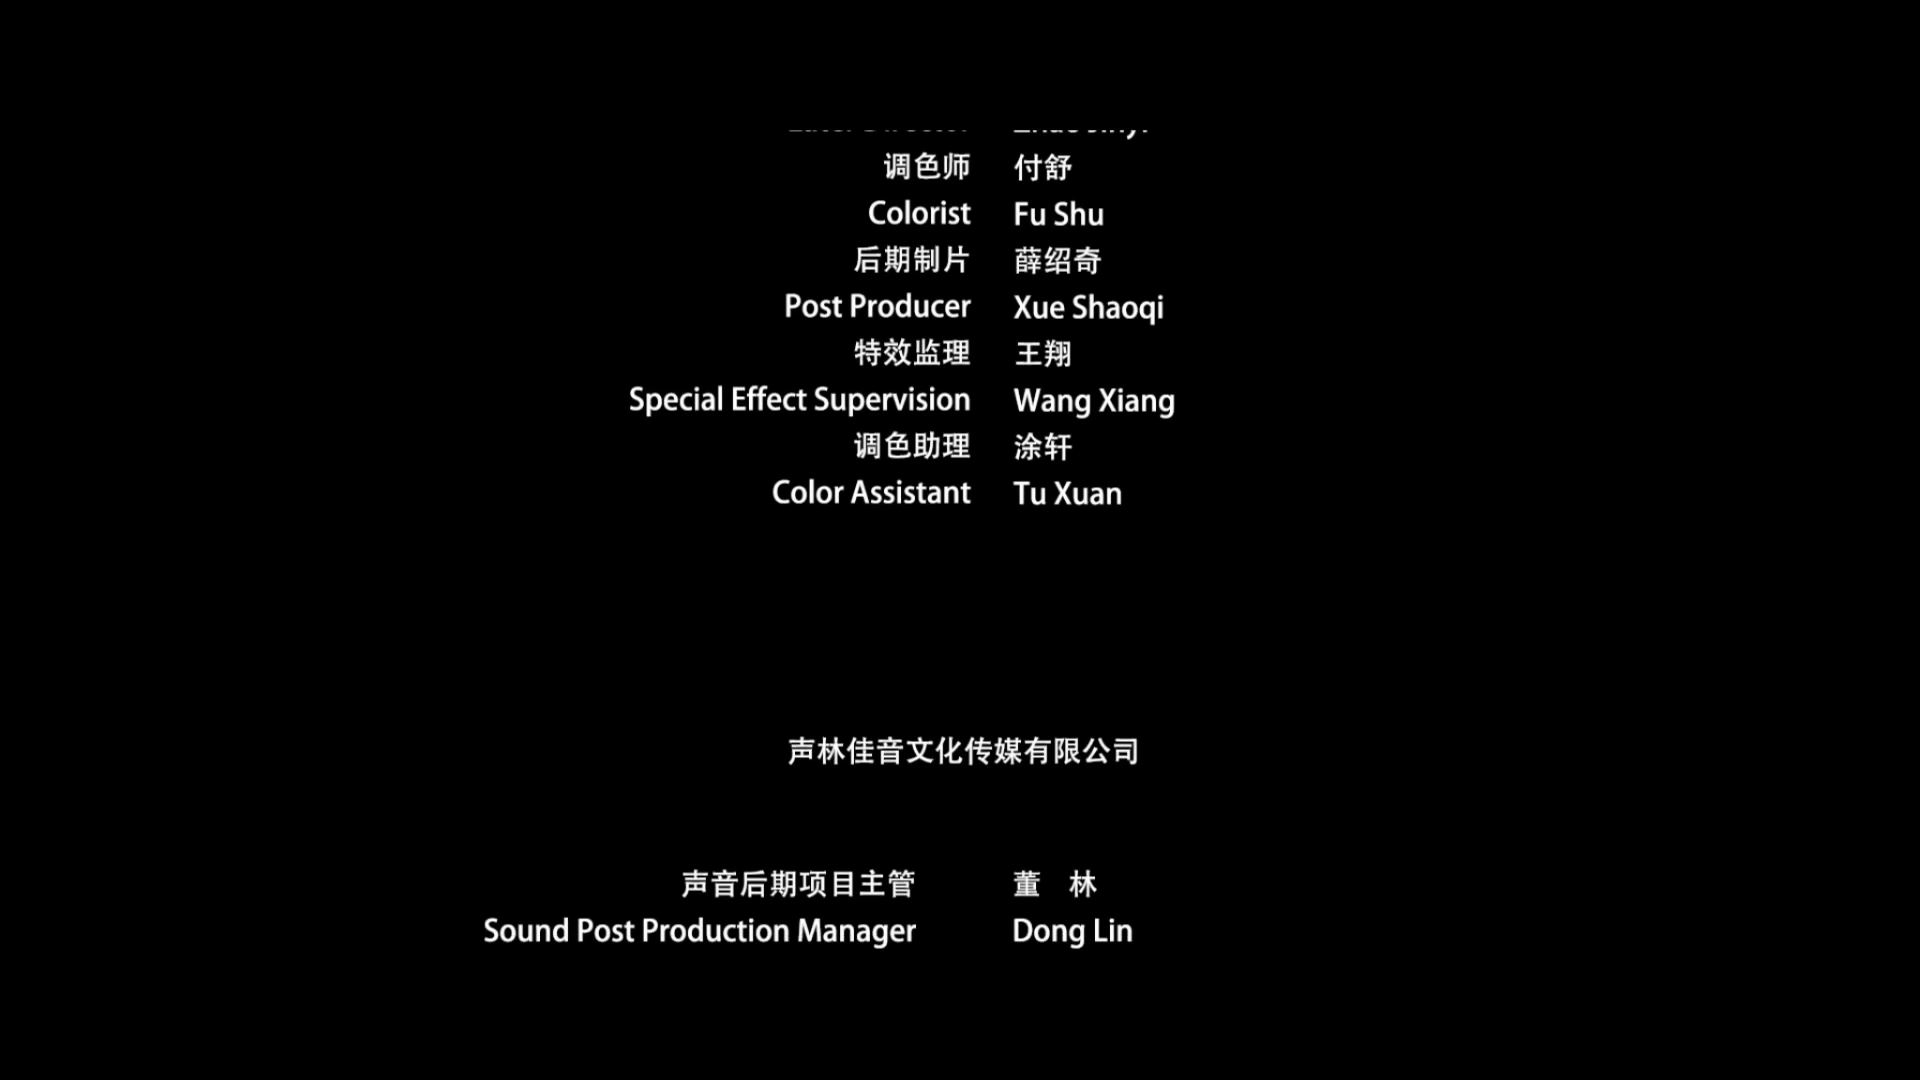 调色师 付舒
Colorist Fu Shu
后期制片 薛绍奇
Post Producer Xue Shaoqi
特效监理 王翔
Special Effect Supervision Wang Xiang
调色助理 涂轩
Color Assistant Tu Xuan
声林佳音文化传媒有限公司
声音后期项目主管 董 林
Sound Post Production Manager Dong Lin